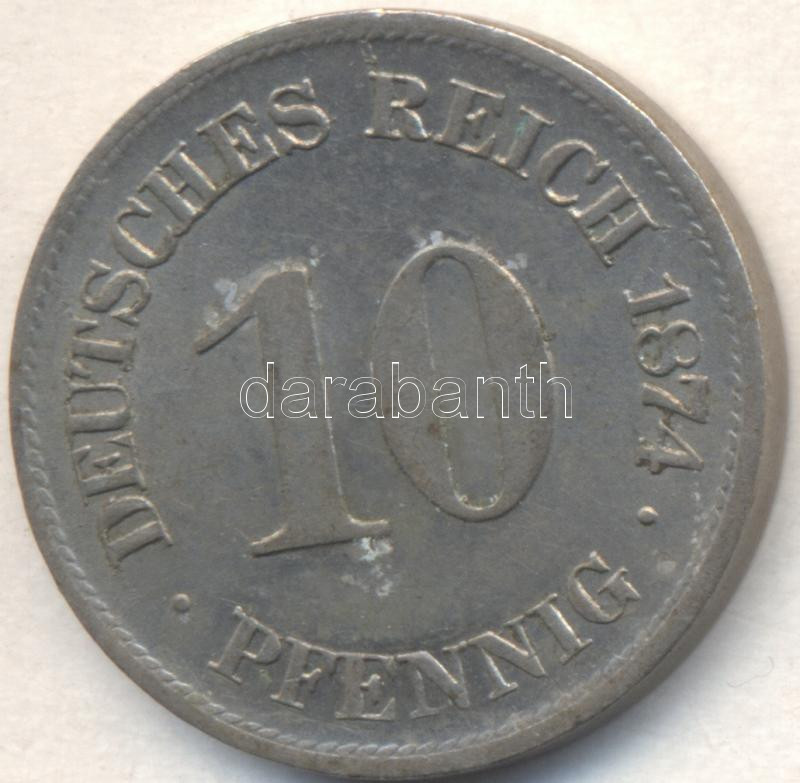 DEUTSCHES REICH 1874
10
PFENNIG
darabanth